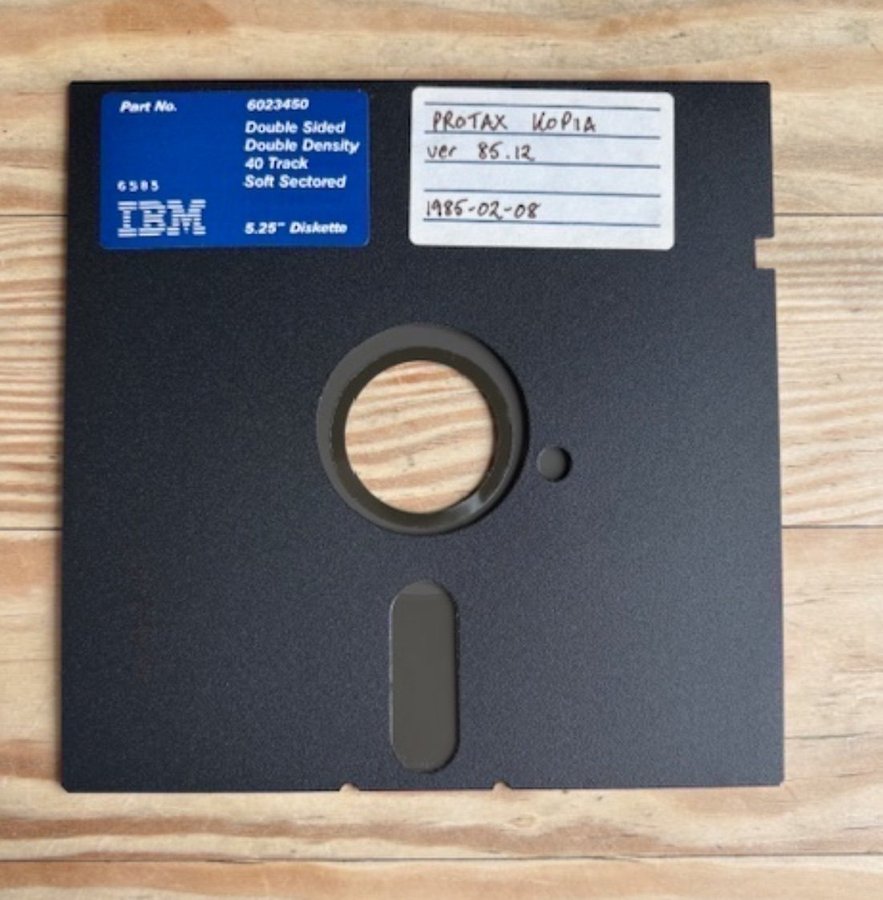 Part No. 6023450
Double Sided
Double Density
40 Track
Soft Sectored
6585
IBM
5.25" Diskette
PROTAX KOPIA
ver 85.12
1985-02-08